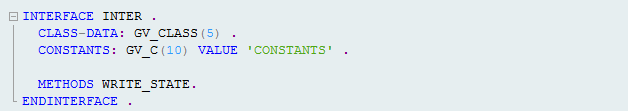 INTERFACE INTER .
CLASS-DATA: GV_CLASS(5) .
CONSTANTS: GV_C(10) VALUE 'CONSTANTS' .
METHODS WRITE_STATE.
ENDINTERFACE .